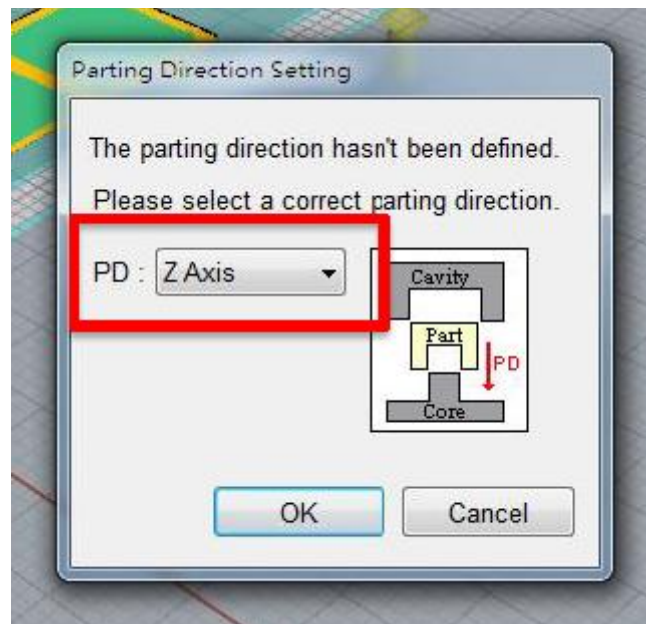 Parting Direction Setting
The parting direction hasn't been defined.
Please select a correct parting direction.
PD : Z Axis
Cavity
Part
PD
Core
OK Cancel